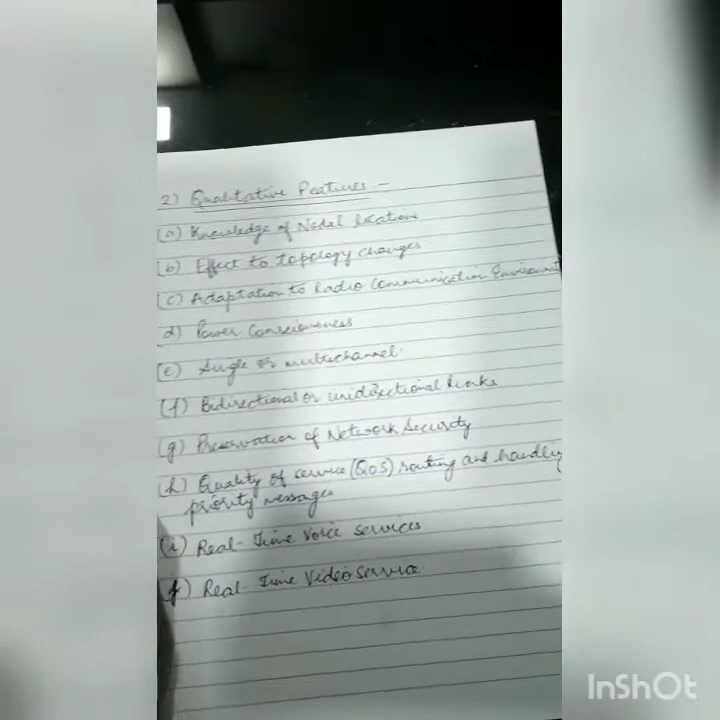 2) Qualitative Features -
(a) Knowledge of Nodal locations
(b) Effect to topology changes
(c) Adaptation to Radio Communication Environment
d) Power Consciousness
(e) Single or multichannel.
(f) Bidirectional or unidirectional links
(g) Preservation of Network Security
(h) Quality of service (QoS) routing and handling
priority messages
(i) Real-Time Voice services
(j) Real-Time Video Service.
InShOt